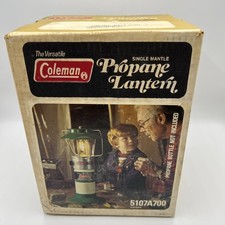 The Versatile
Coleman
SINGLE MANTLE
Propane
Lantern
PROPANE BOTTLE NOT INCLUDED
5107A700